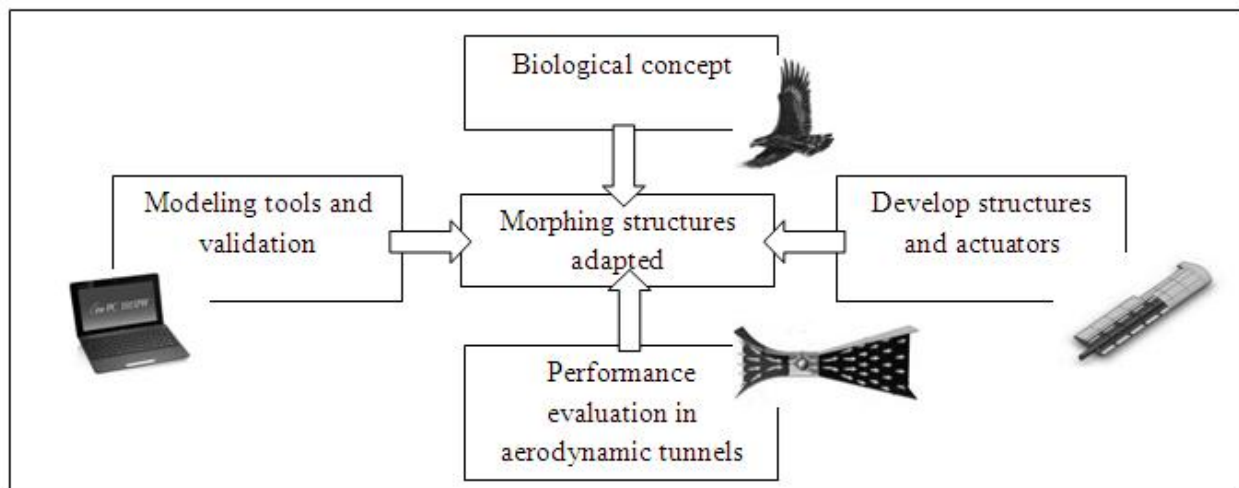 Biological concept
Modeling tools and
validation
Morphing structures
adapted
Develop structures
and actuators
Performance
evaluation in
aerodynamic tunnels